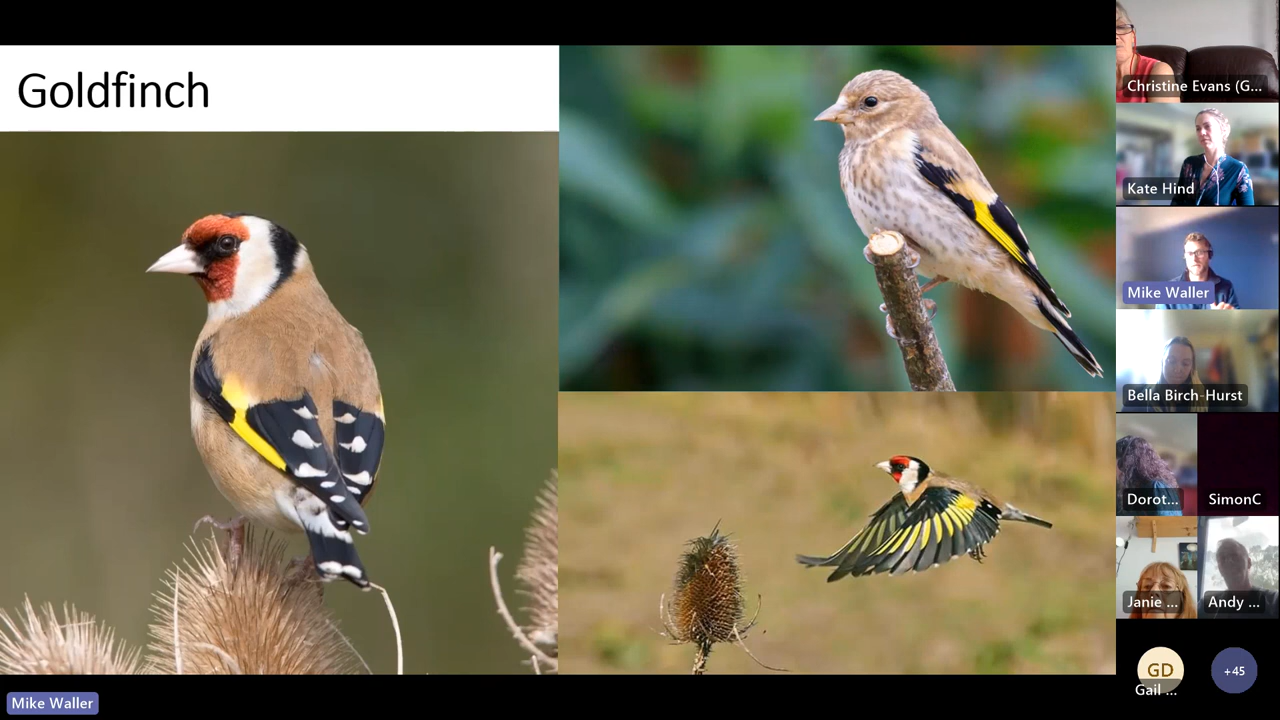 Goldfinch
Christine Evans (G...
Kate Hind
Mike Waller
Bella Birch-Hurst
Dorot...
SimonC
Janie ...
Andy ...
GD
Gail ...
+45
Mike Waller